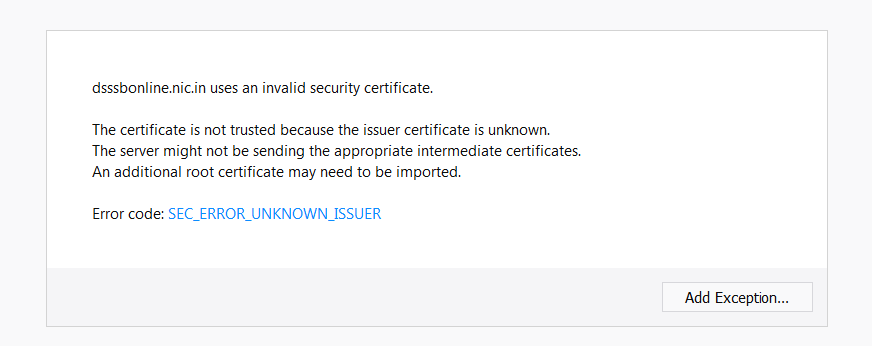 dsssbonline.nic.in uses an invalid security certificate.
The certificate is not trusted because the issuer certificate is unknown.
The server might not be sending the appropriate intermediate certificates.
An additional root certificate may need to be imported.
Error code: SEC_ERROR_UNKNOWN_ISSUER
Add Exception...